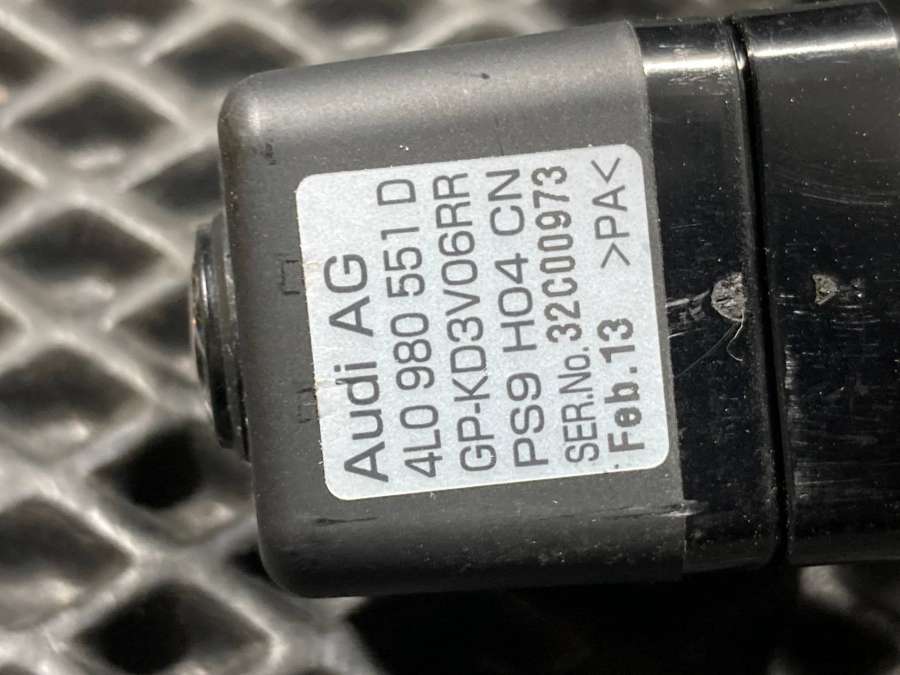 Audi AG
4L0 980 551 D
GP-KD3V06RR
PS9 H04 CN
SER.No. 32C00973
Feb.13 >PA<